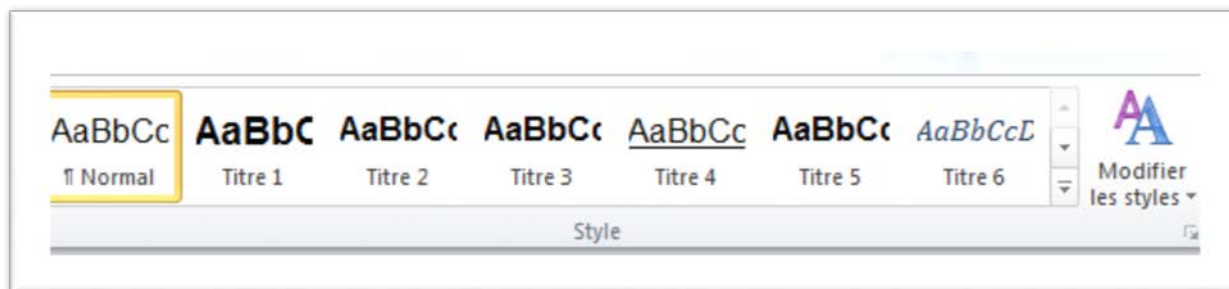 AaBbCc AaBbC AaBbCc AaBbCc AaBbCc AaBbCc AaBbCcD
¶ Normal Titre 1 Titre 2 Titre 3 Titre 4 Titre 5 Titre 6
Modifier
les styles
Style